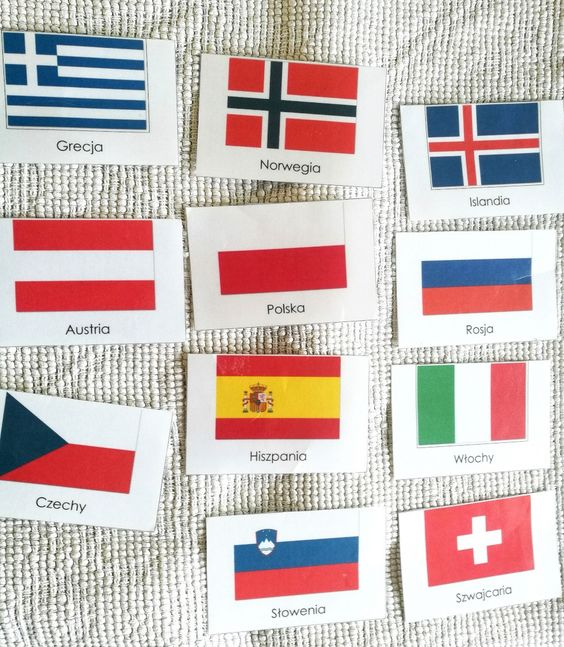 Grecja
Norwegia
Islandia
Austria
Polska
Rosja
Hiszpania
Włochy
Czechy
Słowenia
Szwajcaria